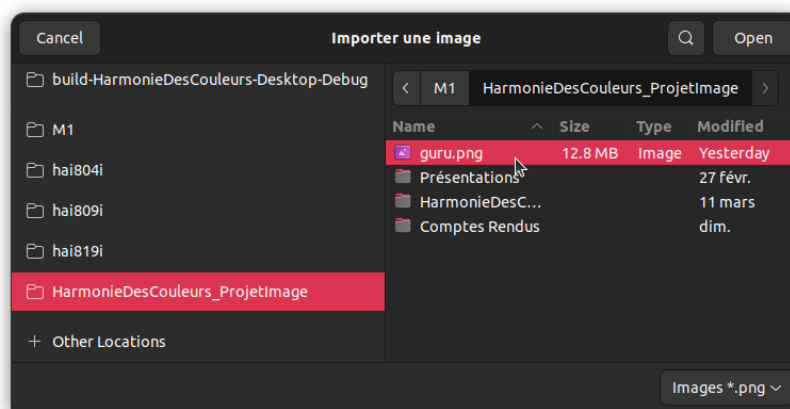 Cancel Importer une image Open
build-HarmonieDesCouleurs-Desktop-Debug
M1
hai804i
hai809i
hai819i
HarmonieDesCouleurs_ProjetImage
+ Other Locations
< M1 HarmonieDesCouleurs_ProjetImage >
Name Size Type Modified
guru.png 12.8 MB Image Yesterday
Présentations 27 févr.
HarmonieDesC... 11 mars
Comptes Rendus dim.
Images *.png